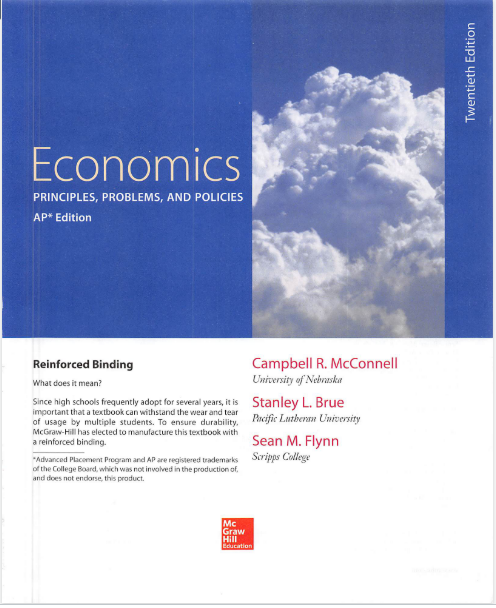 Twentieth Edition
Economics
PRINCIPLES, PROBLEMS, AND POLICIES
AP* Edition
Reinforced Binding
What does it mean?
Since high schools frequently adopt for several years, it is
important that a textbook can withstand the wear and tear
of usage by multiple students. To ensure durability,
McGraw-Hill has elected to manufacture this textbook with
a reinforced binding.
*Advanced Placement Program and AP are registered trademarks
of the College Board, which was not involved in the production of,
and does not endorse, this product.
Campbell R. McConnell
University of Nebraska
Stanley L. Brue
Pacific Lutheran University
Sean M. Flynn
Scripps College
Mc
Graw
Hill
Education